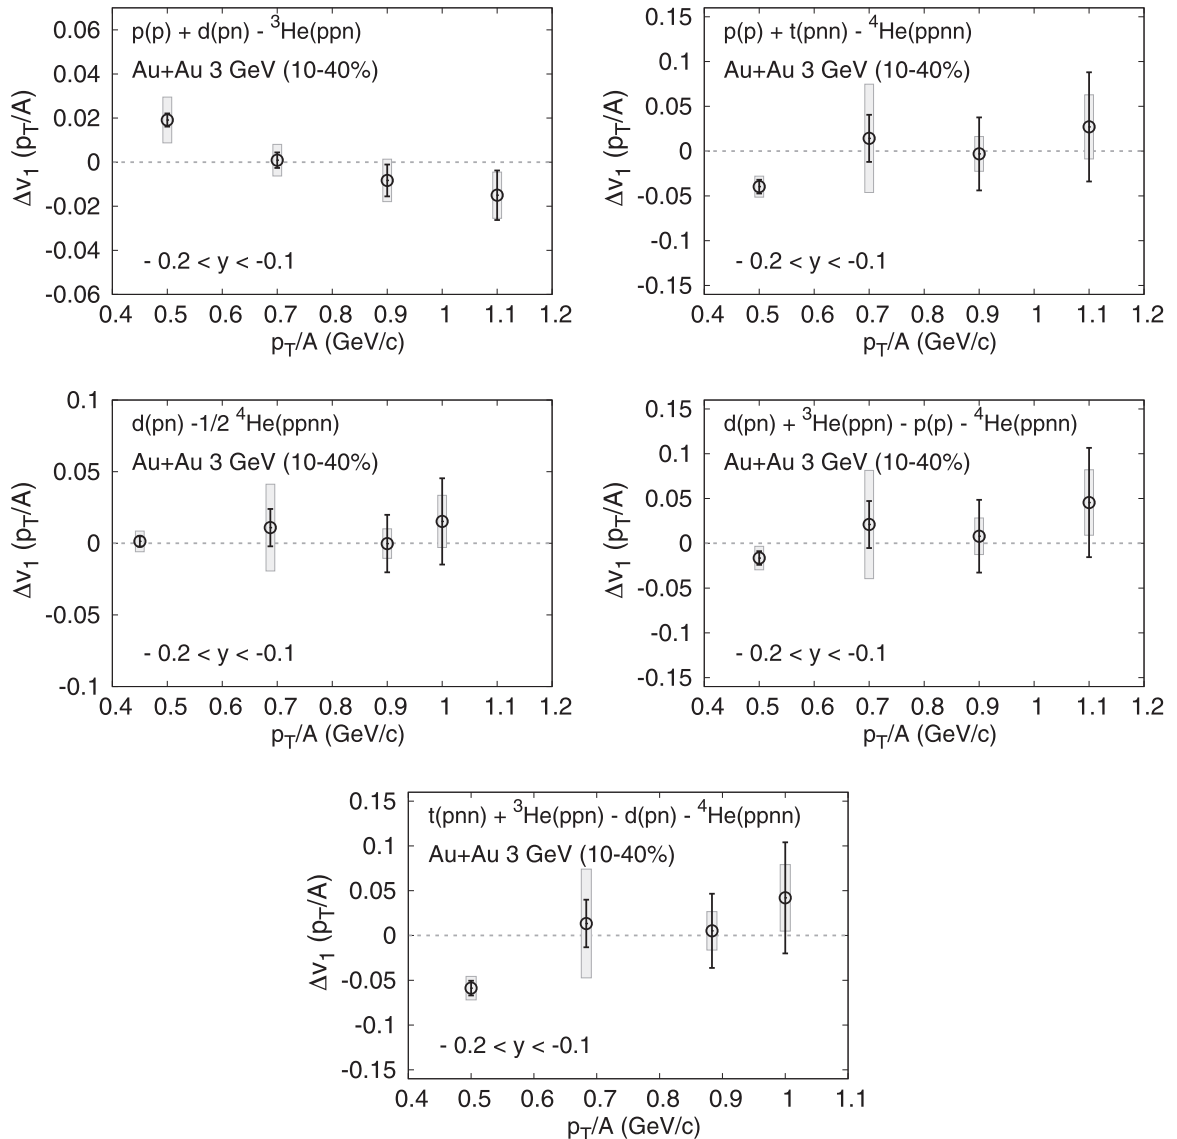 p(p) + d(pn) - ³He(ppn)
Au+Au 3 GeV (10-40%)
0.06
0.04
0.02
0
-0.02
-0.04
-0.06
Δv₁ (p_T/A)
- 0.2 < y < -0.1
0.4 0.5 0.6 0.7 0.8 0.9 1 1.1 1.2
p_T/A (GeV/c)
p(p) + t(pnn) - ⁴He(ppnn)
Au+Au 3 GeV (10-40%)
0.15
0.1
0.05
0
-0.05
-0.1
-0.15
Δv₁ (p_T/A)
- 0.2 < y < -0.1
0.4 0.5 0.6 0.7 0.8 0.9 1 1.1 1.2
p_T/A (GeV/c)
d(pn) -1/2 ⁴He(ppnn)
Au+Au 3 GeV (10-40%)
0.1
0.05
0
-0.05
-0.1
Δv₁ (p_T/A)
- 0.2 < y < -0.1
0.4 0.5 0.6 0.7 0.8 0.9 1 1.1 1.2
p_T/A (GeV/c)
d(pn) + ³He(ppn) - p(p) - ⁴He(ppnn)
Au+Au 3 GeV (10-40%)
0.15
0.1
0.05
0
-0.05
-0.1
-0.15
Δv₁ (p_T/A)
- 0.2 < y < -0.1
0.4 0.5 0.6 0.7 0.8 0.9 1 1.1 1.2
p_T/A (GeV/c)
t(pnn) + ³He(ppn) - d(pn) - ⁴He(ppnn)
Au+Au 3 GeV (10-40%)
0.15
0.1
0.05
0
-0.05
-0.1
-0.15
Δv₁ (p_T/A)
- 0.2 < y < -0.1
0.4 0.5 0.6 0.7 0.8 0.9 1 1.1
p_T/A (GeV/c)